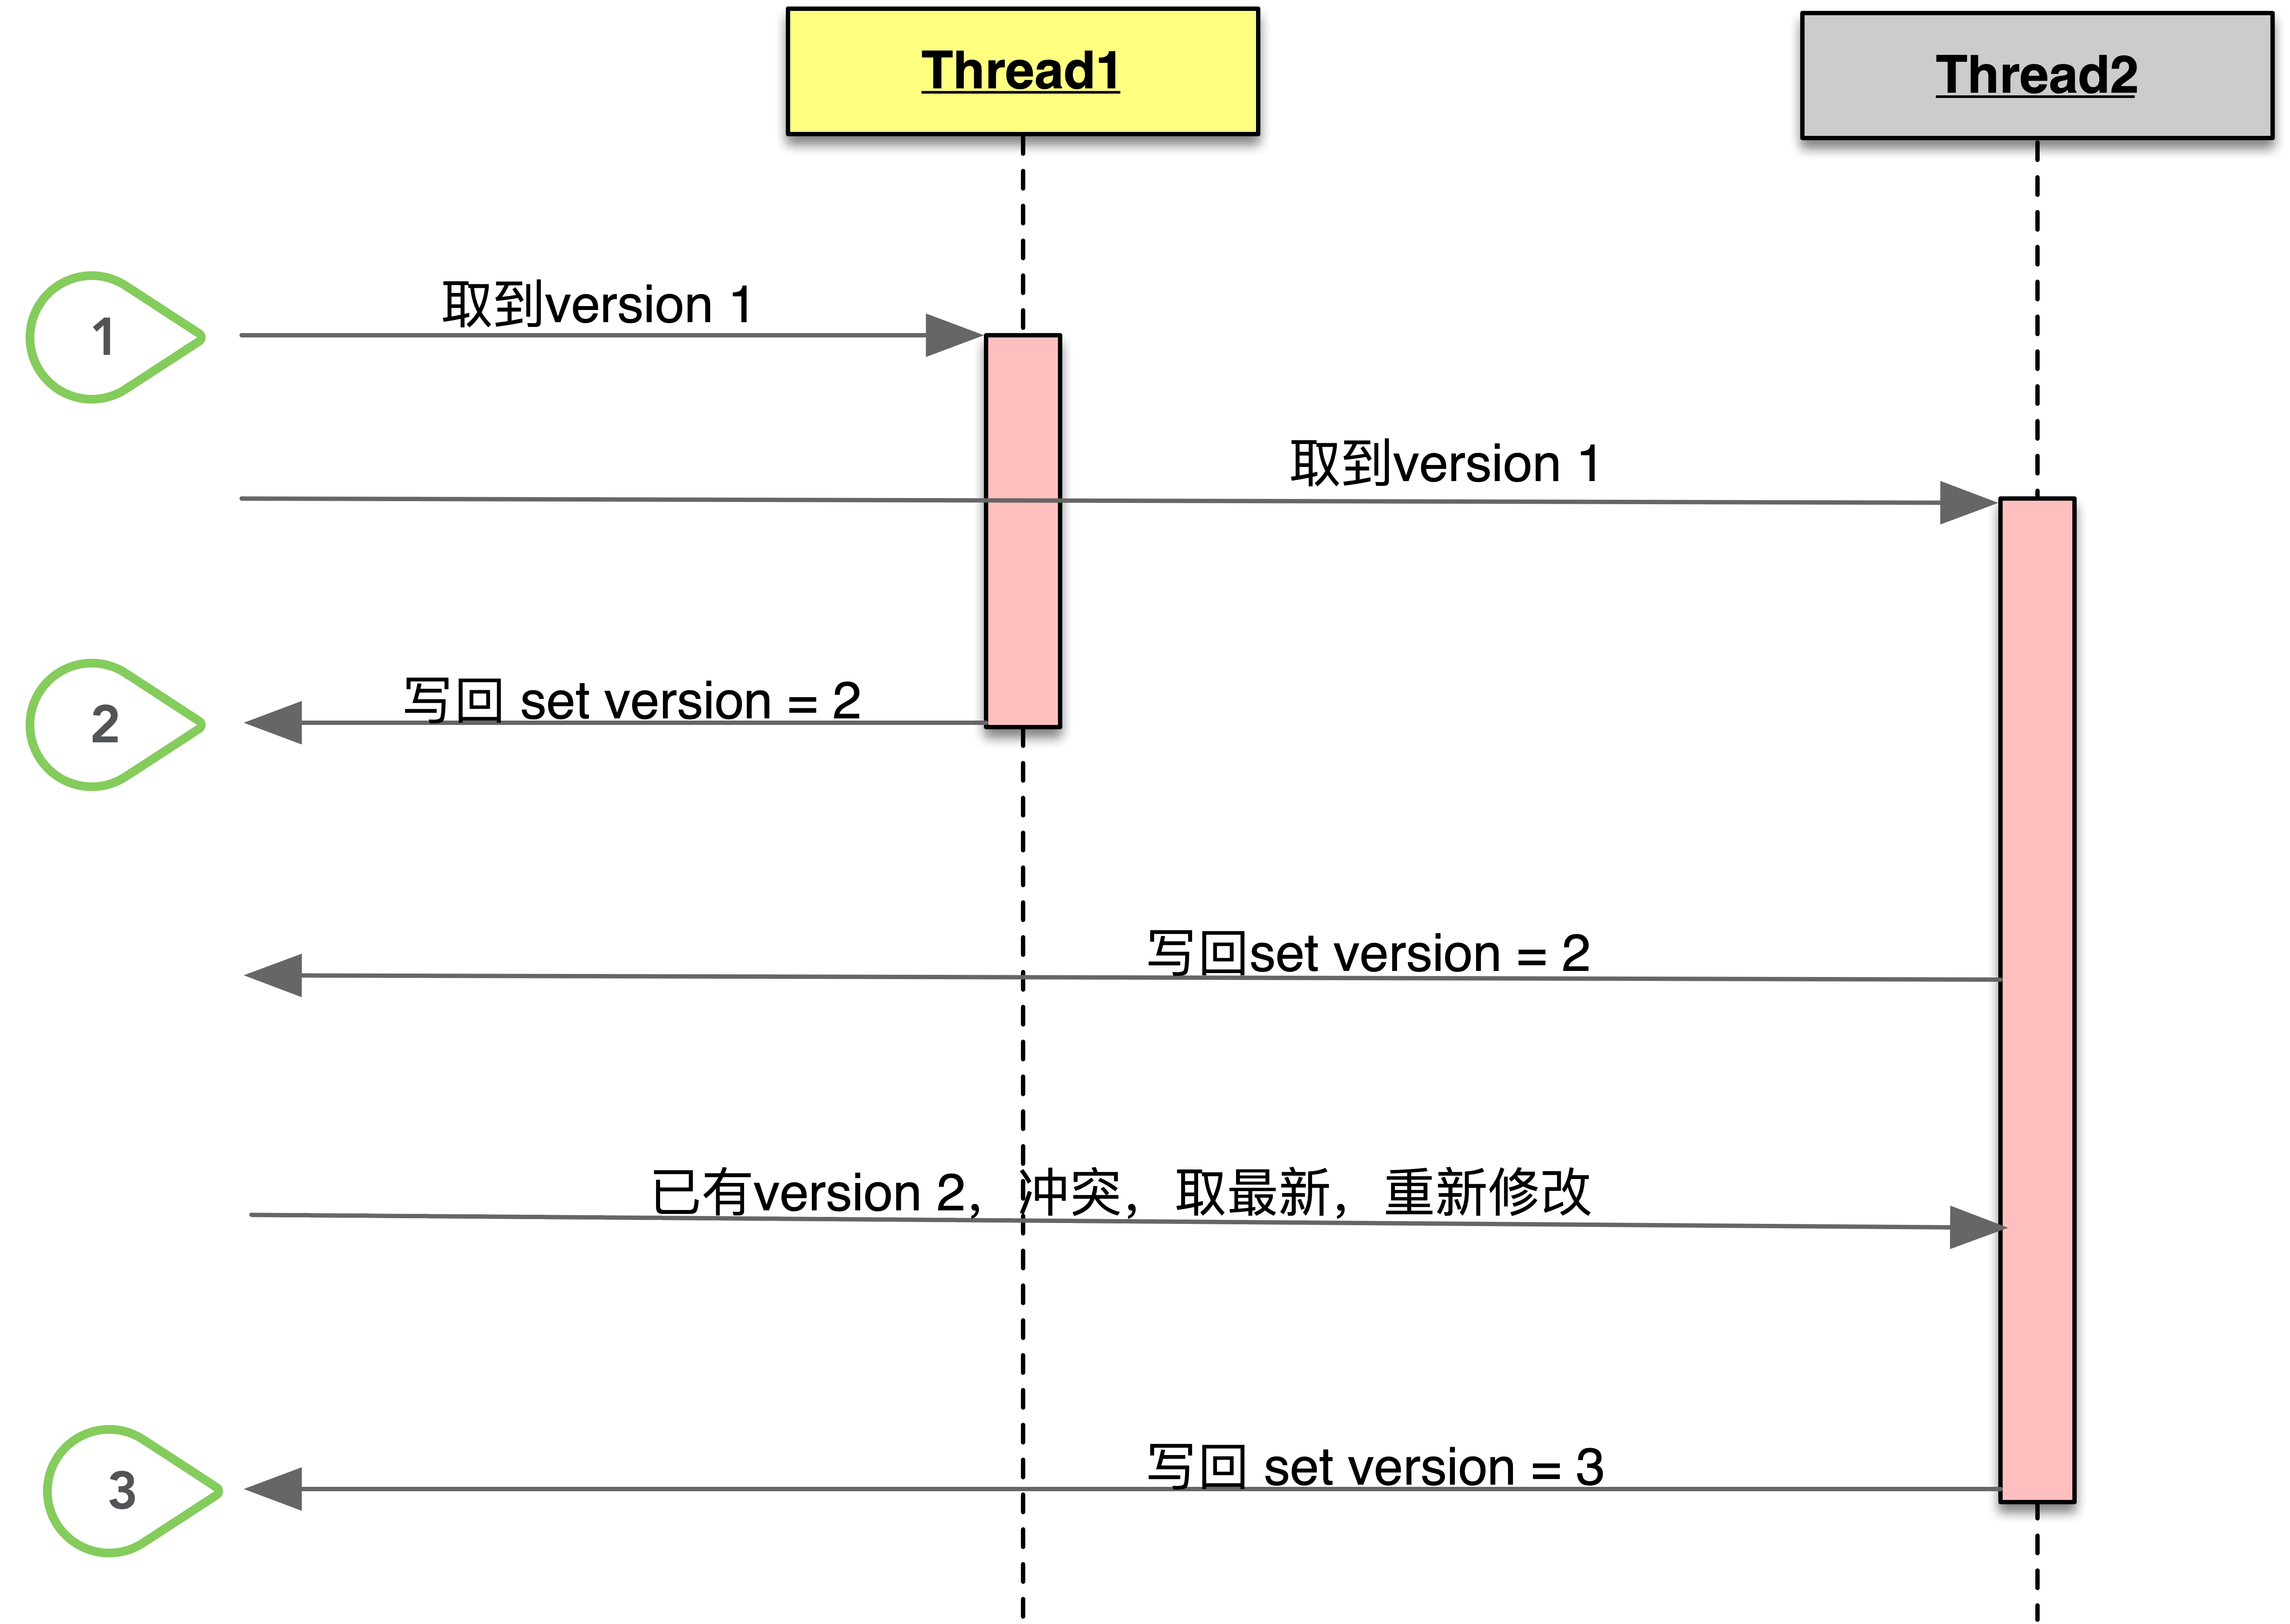 Thread1
Thread2
1
取到version 1
取到version 1
2
写回 set version = 2
写回set version = 2
已有version 2，冲突，取最新，重新修改
3
写回 set version = 3